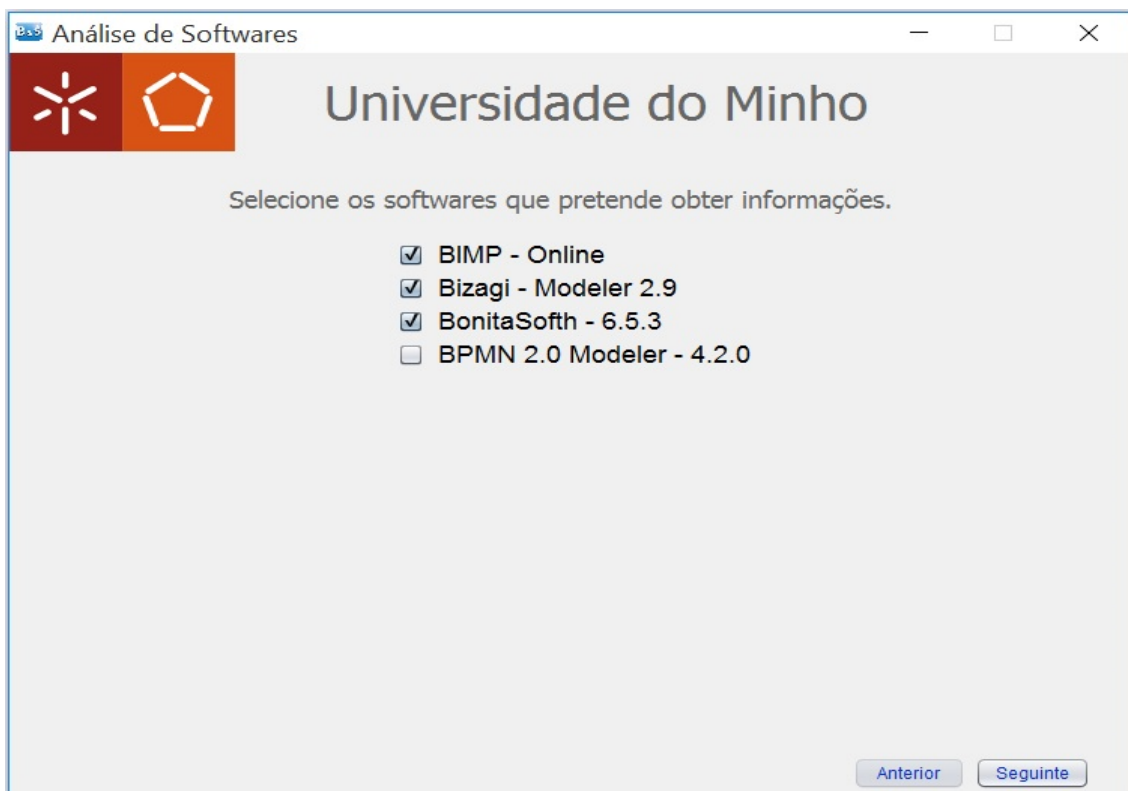 Análise de Softwares
Universidade do Minho
Selecione os softwares que pretende obter informações.
BIMP - Online
Bizagi - Modeler 2.9
BonitaSofth - 6.5.3
BPMN 2.0 Modeler - 4.2.0
Anterior Seguinte